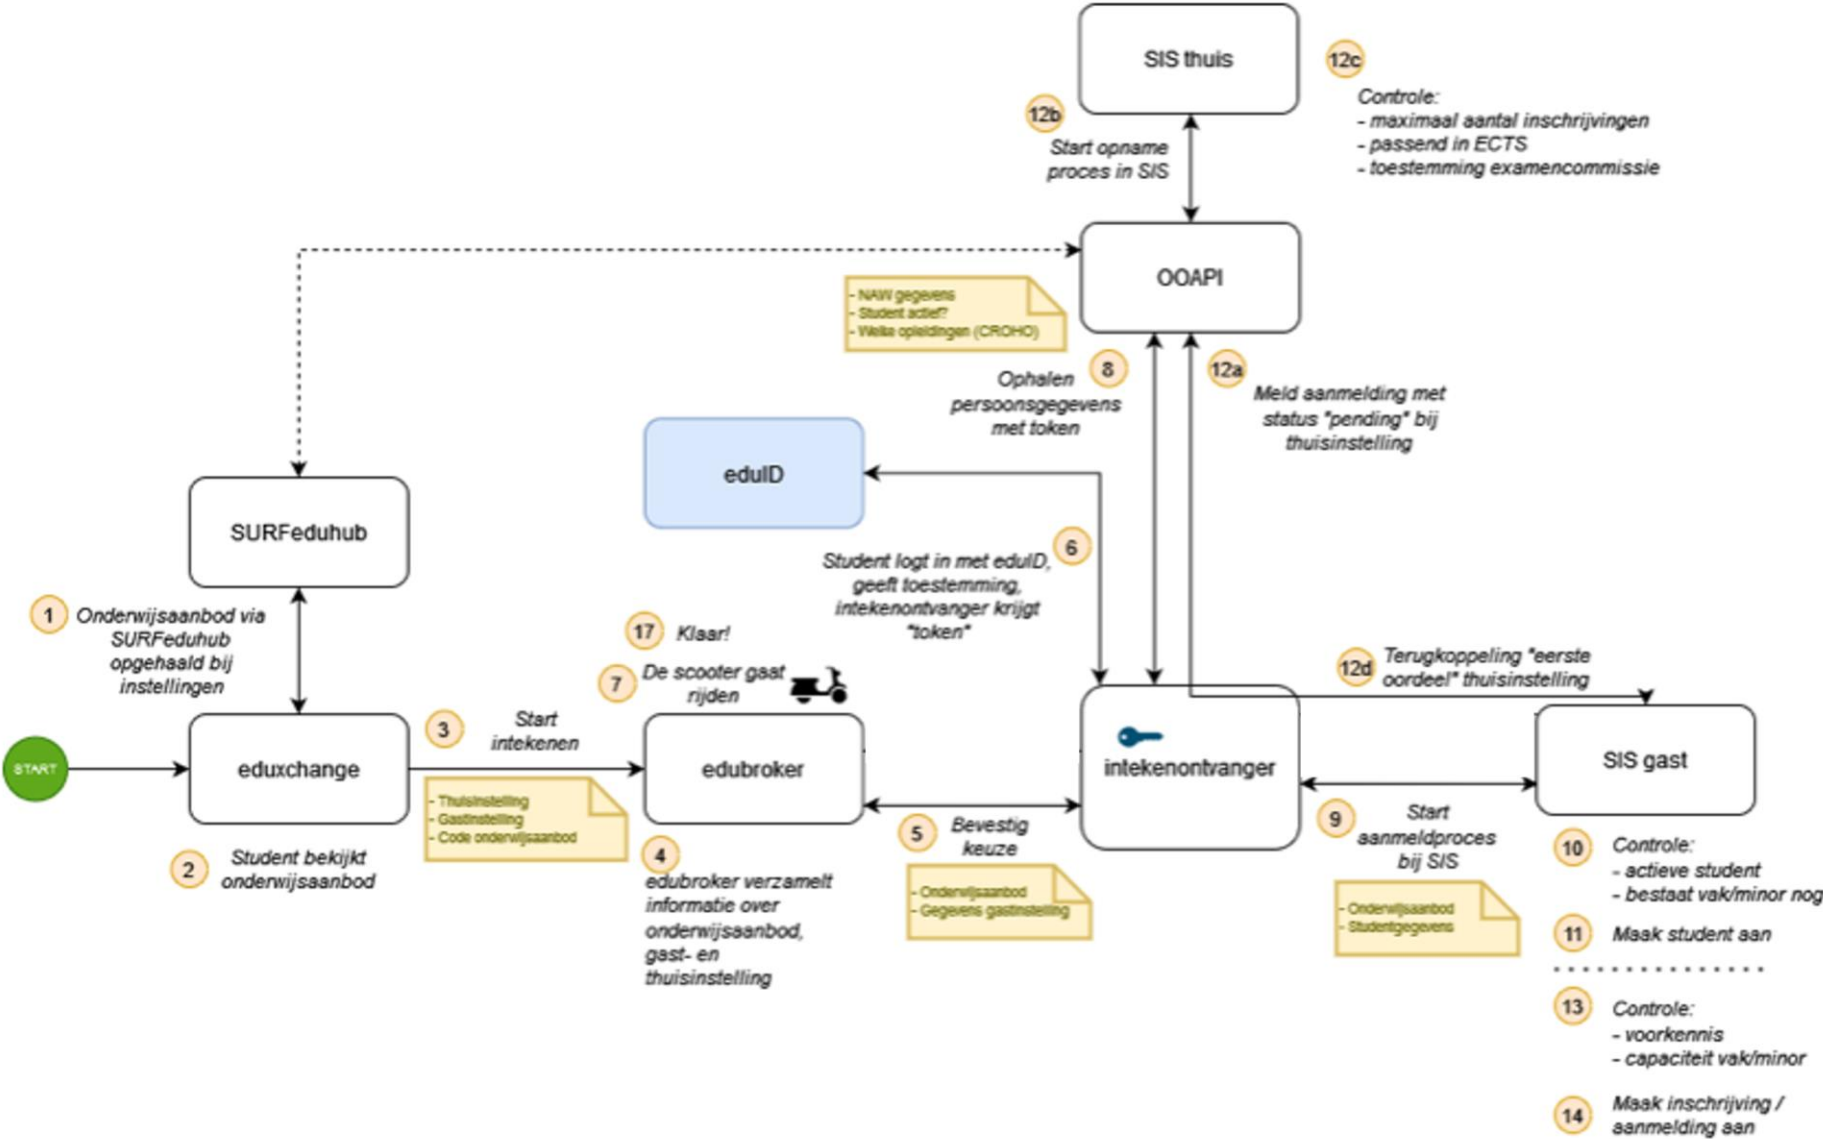 SIS thuis
12c
Controle:
- maximaal aantal inschrijvingen
- passend in ECTS
- toestemming examencommissie
12b
Start opname
proces in SIS
OOAPI
- NAW gegevens
- Student actief?
- Welke opleidingen (CROHO)
8
Ophalen
persoonsgegevens
met token
12a
Meld aanmelding met
status "pending" bij
thuisinstelling
eduID
6
Student logt in met eduID,
geeft toestemming,
intekenontvanger krijgt
"token"
SURFeduhub
1
Onderwijsaanbod via
SURFeduhub
opgehaald bij
instellingen
17
Klaar!
7
De scooter gaat
rijden
12d
Terugkoppeling "eerste
oordeel" thuisinstelling
START
eduxchange
3
Start
intekenen
- Thuisinstelling
- Gastinstelling
- Code onderwijsaanbod
edubroker
intekenontvanger
SIS gast
2
Student bekijkt
onderwijsaanbod
4
edubroker verzamelt
informatie over
onderwijsaanbod,
gast- en
thuisinstelling
5
Bevestig
keuze
- Onderwijsaanbod
- Gegevens gastinstelling
9
Start
aanmeldproces
bij SIS
- Onderwijsaanbod
- Studentgegevens
10
Controle:
- actieve student
- bestaat vak/minor nog
11
Maak student aan
13
Controle:
- voorkennis
- capaciteit vak/minor
14
Maak inschrijving /
aanmelding aan